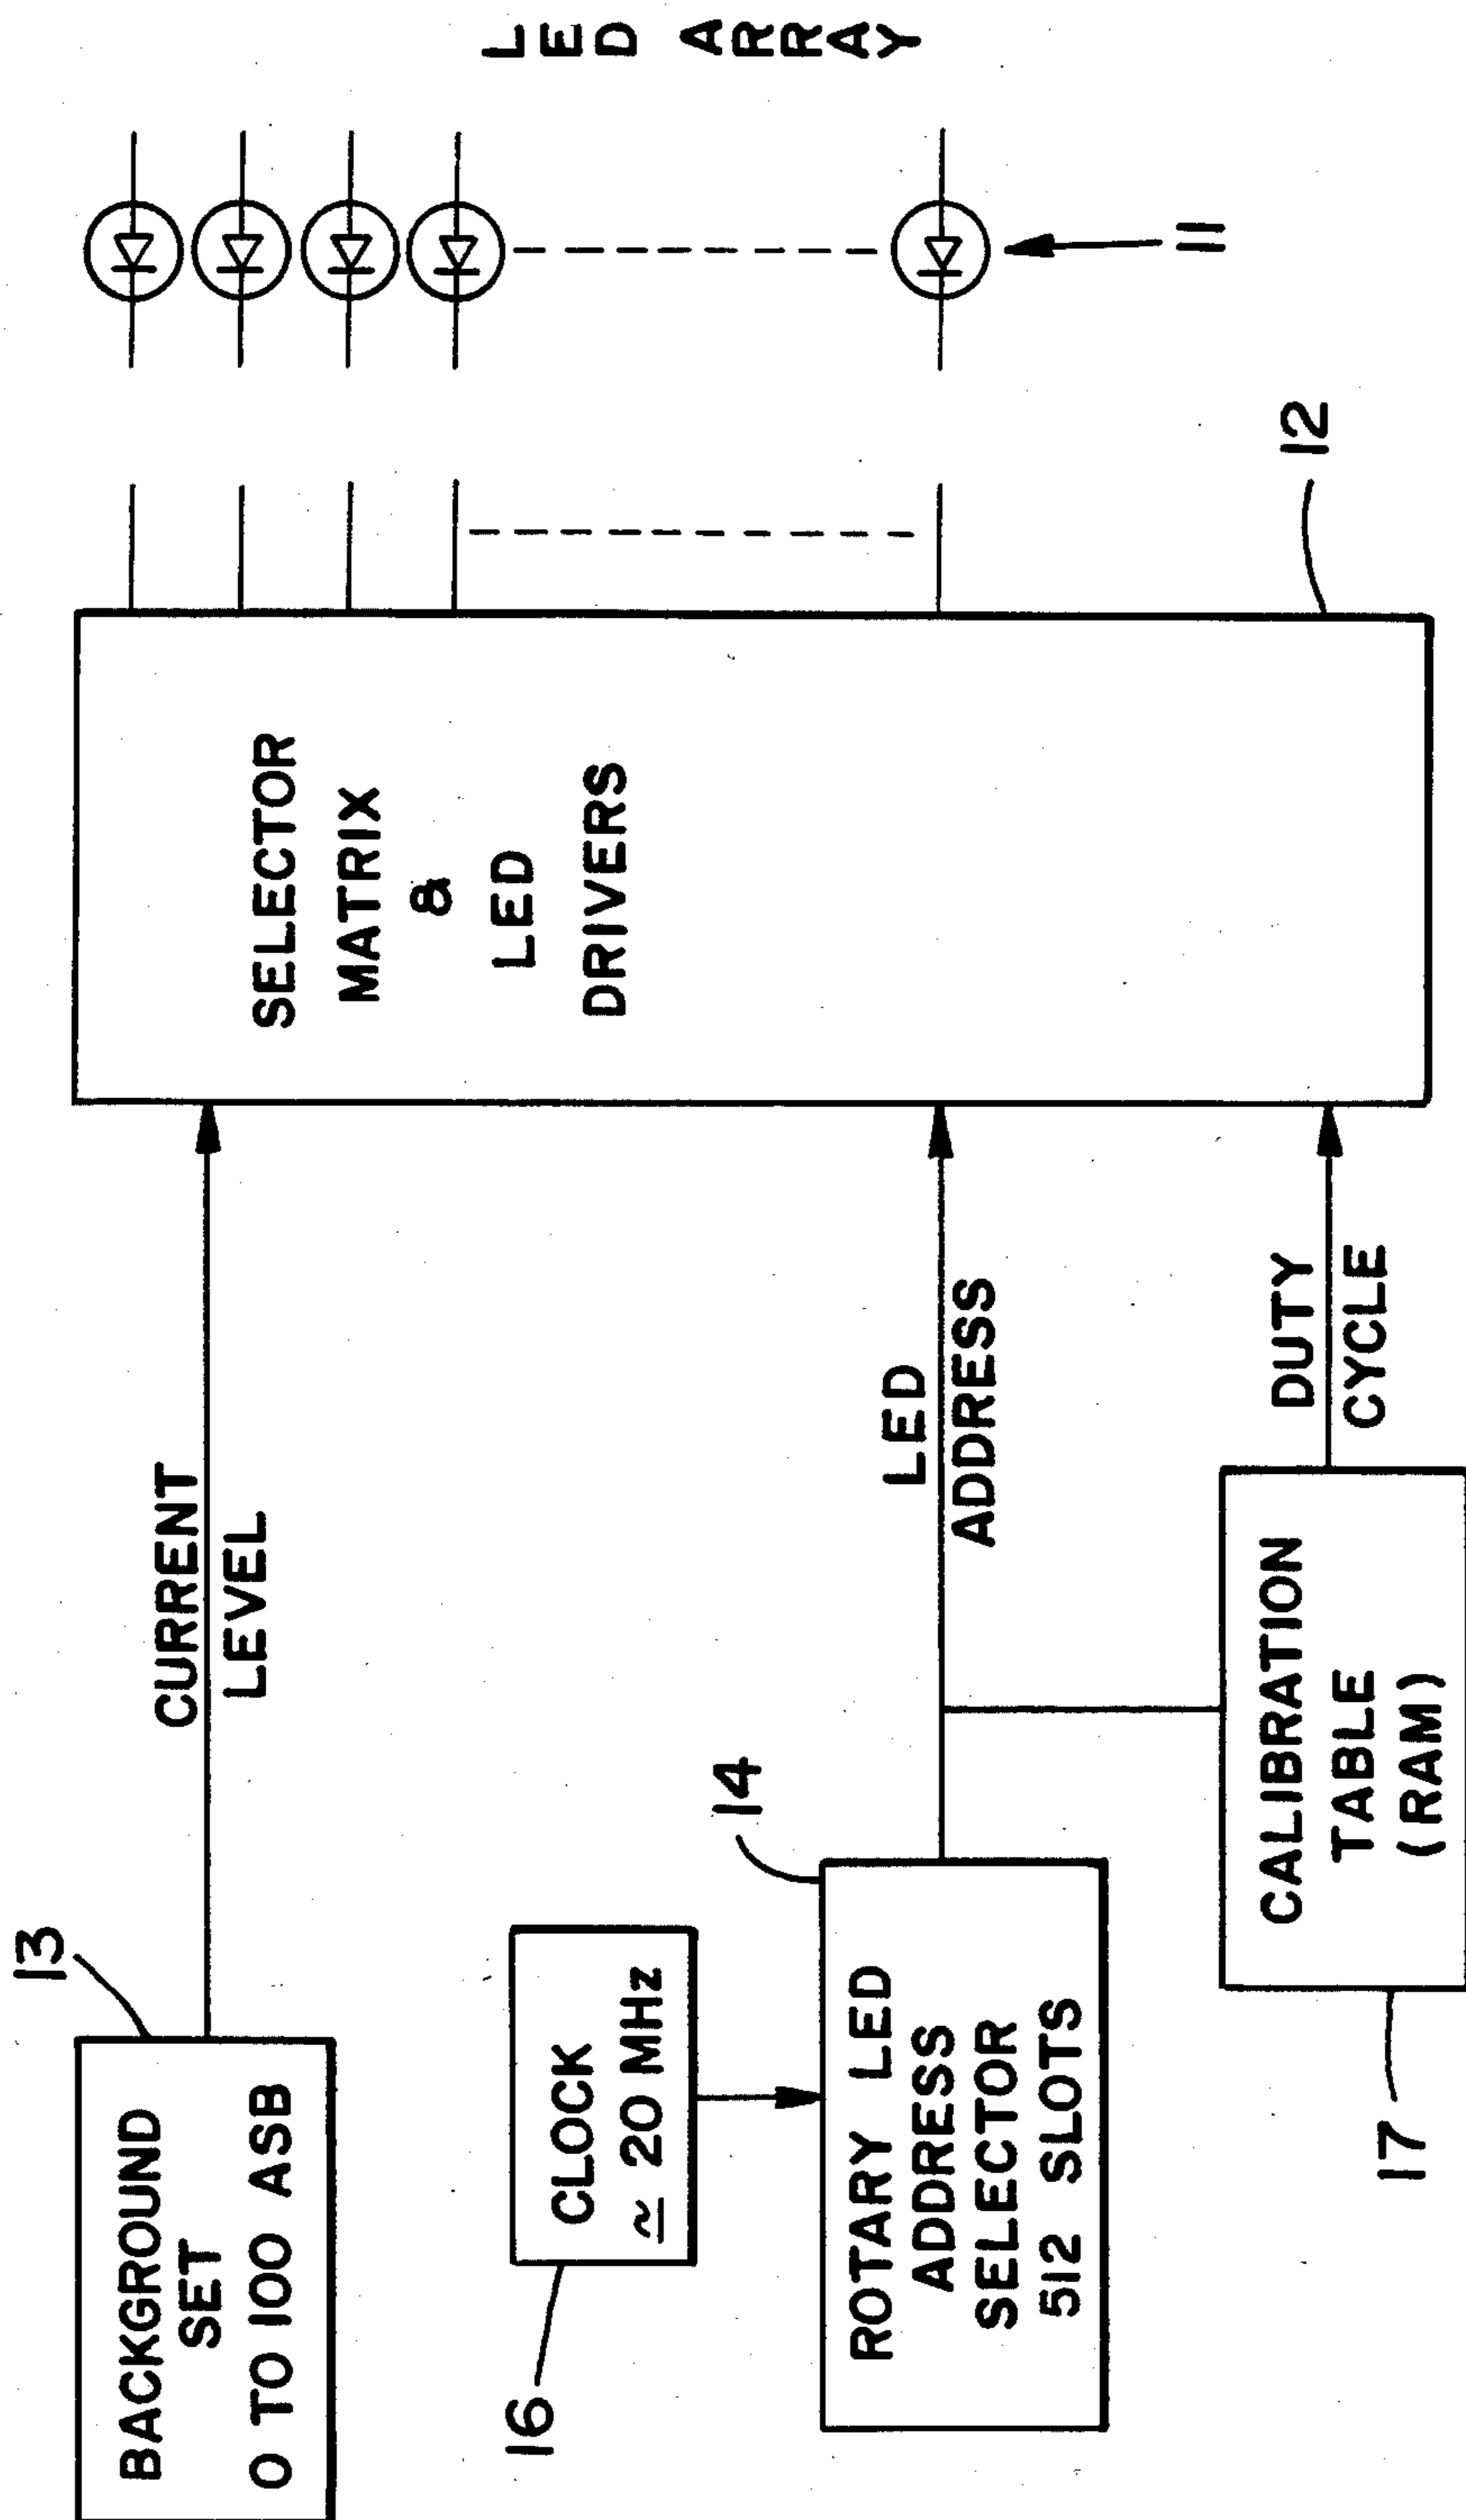 13
BACKGROUND
SET
0 TO 100 ASB
CURRENT
LEVEL
16
CLOCK
≃ 20 MHz
14
ROTARY LED
ADDRESS
SELECTOR
512 SLOTS
LED
ADDRESS
17
CALIBRATION
TABLE
(RAM)
DUTY
CYCLE
SELECTOR
MATRIX
&
LED
DRIVERS
12
11
LED ARRAY